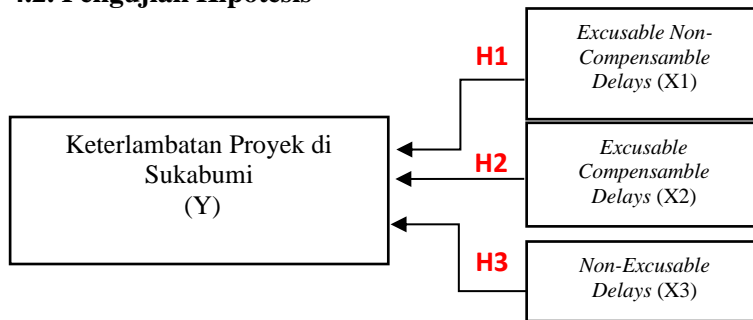 4.2. Pengujian Hipotesis
Excusable Non-
Compensamble
Delays (X1)
H1
Keterlambatan Proyek di
Sukabumi
(Y)
H2
Excusable
Compensamble
Delays (X2)
H3
Non-Excusable
Delays (X3)